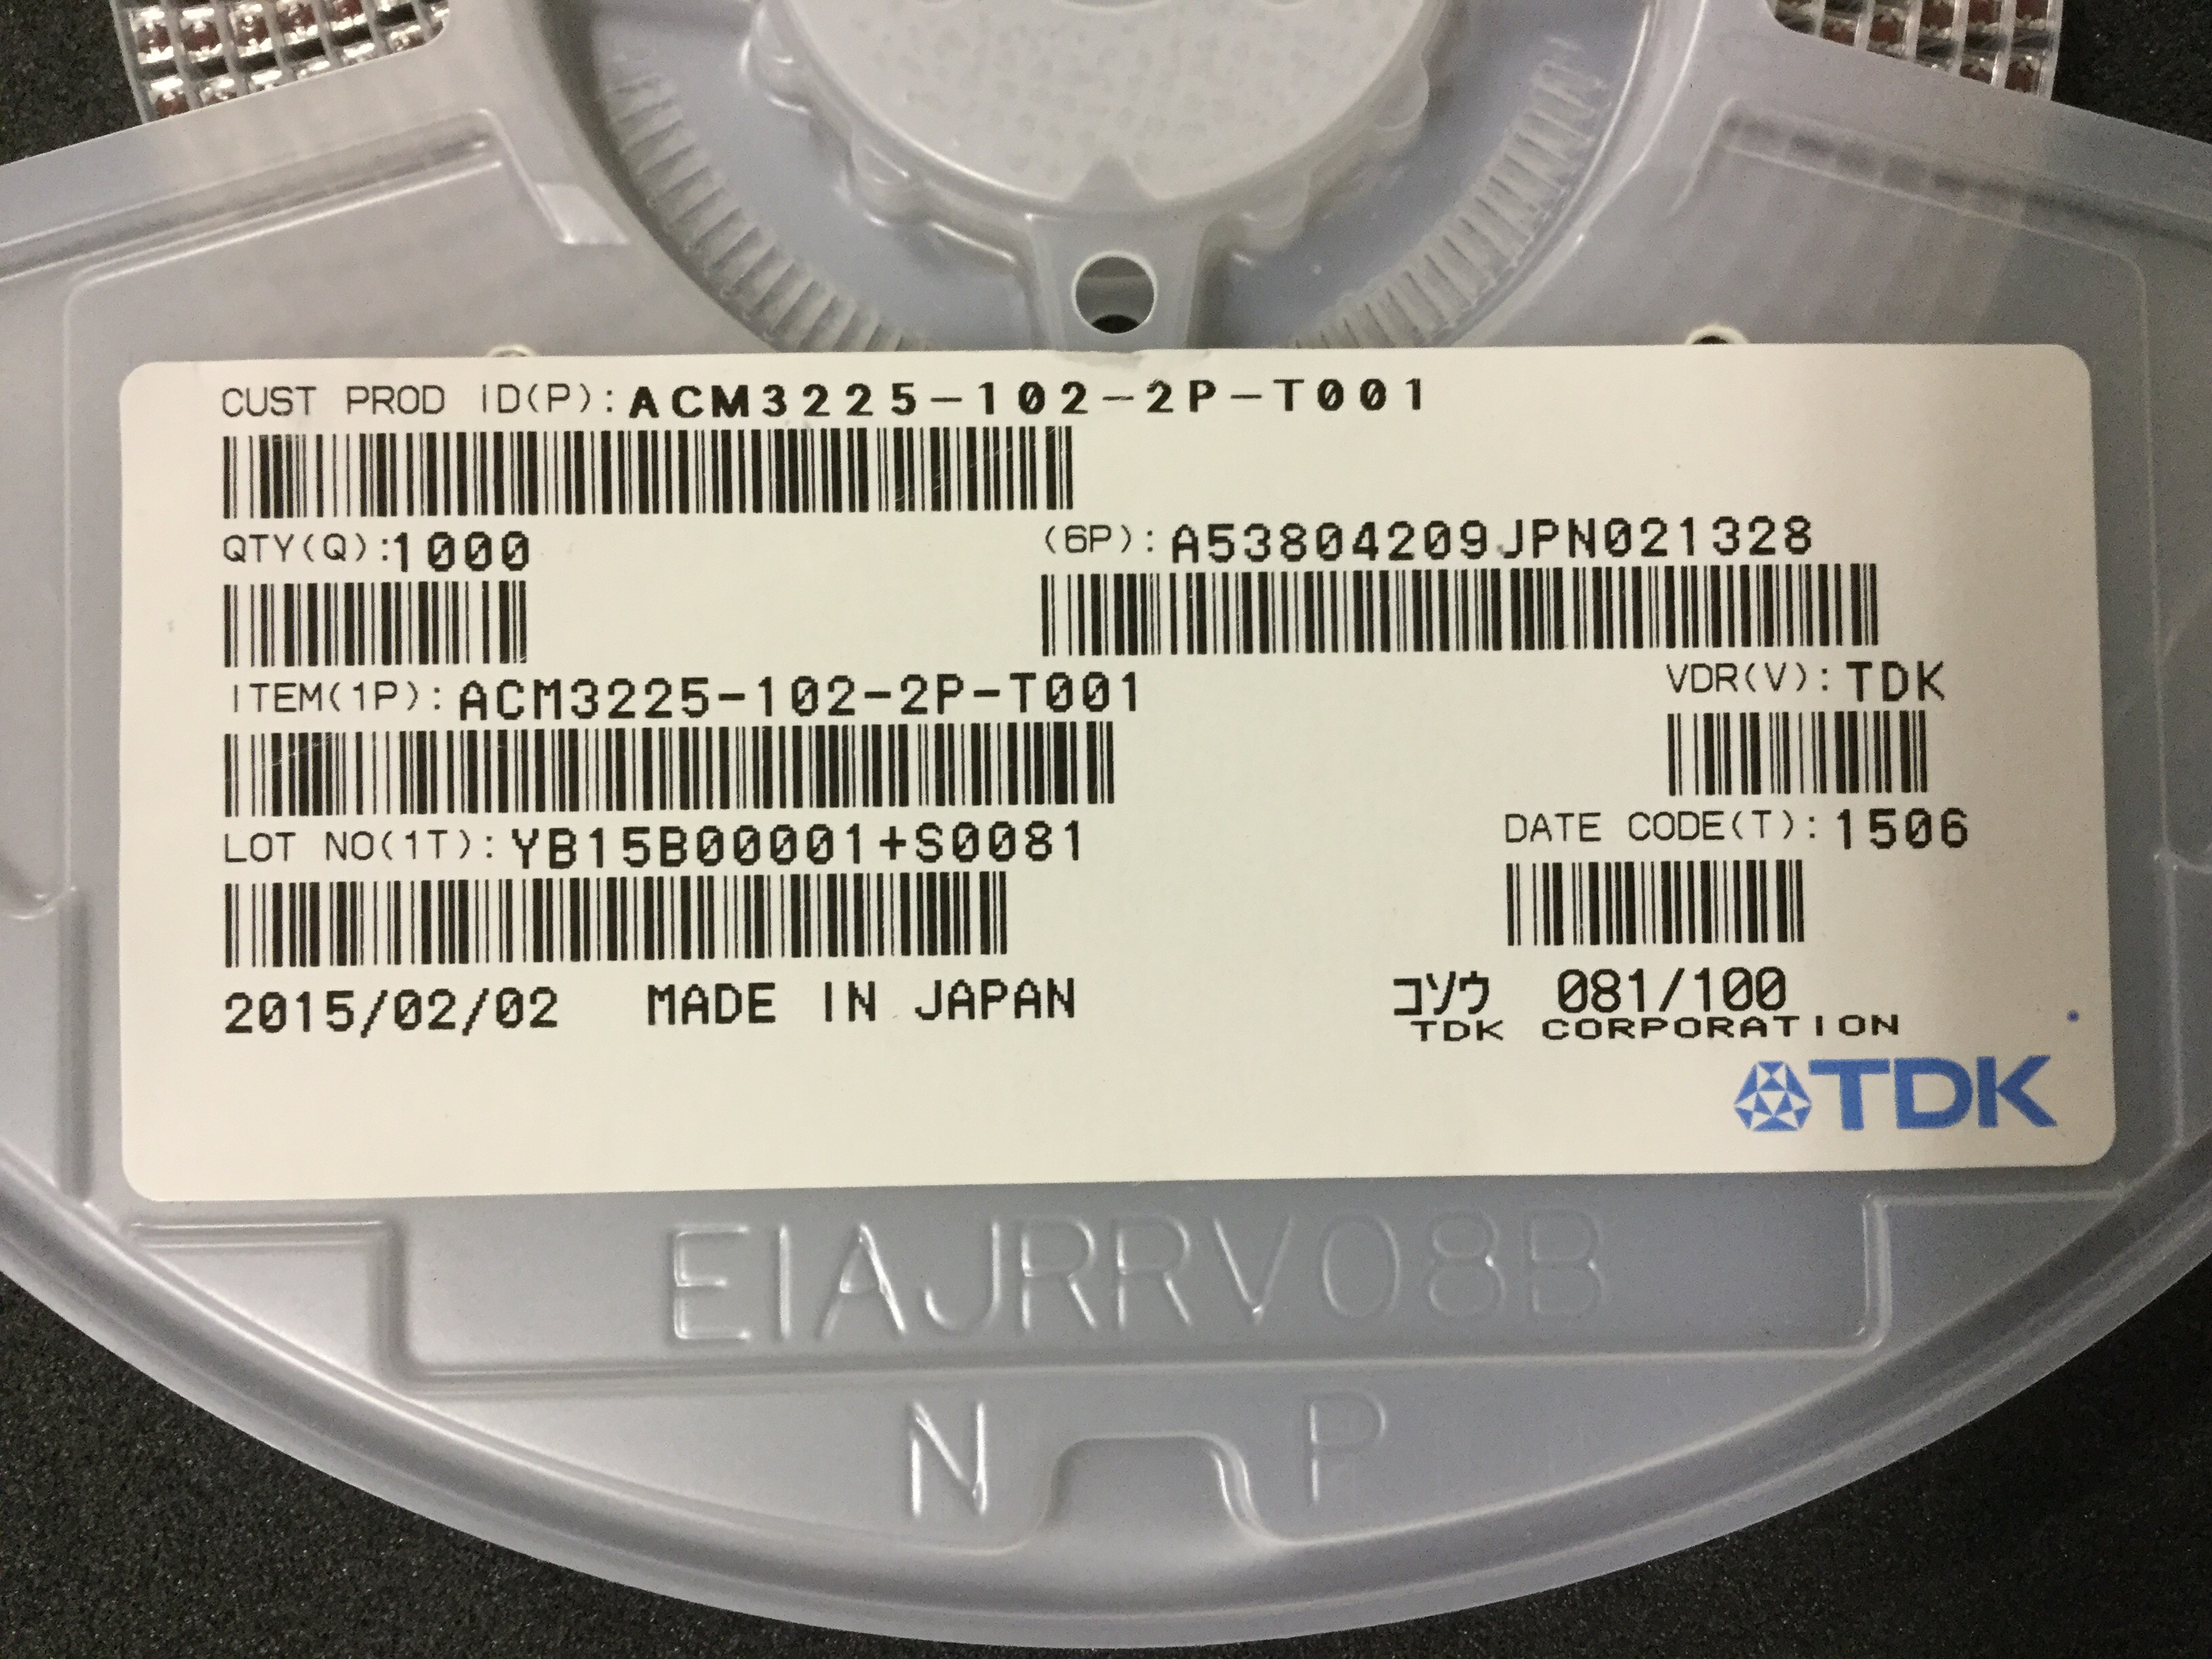 CUST PROD ID(P):ACM3225-102-2P-T001
QTY(Q):1000
(6P):A53804209JPN021328
ITEM(1P):ACM3225-102-2P-T001
VDR(V):TDK
LOT NO(1T):YB15B00001+S0081
DATE CODE(T):1506
2015/02/02 MADE IN JAPAN
コソウ 081/100
TDK CORPORATION
TDK
EIAJRRV08B
N P